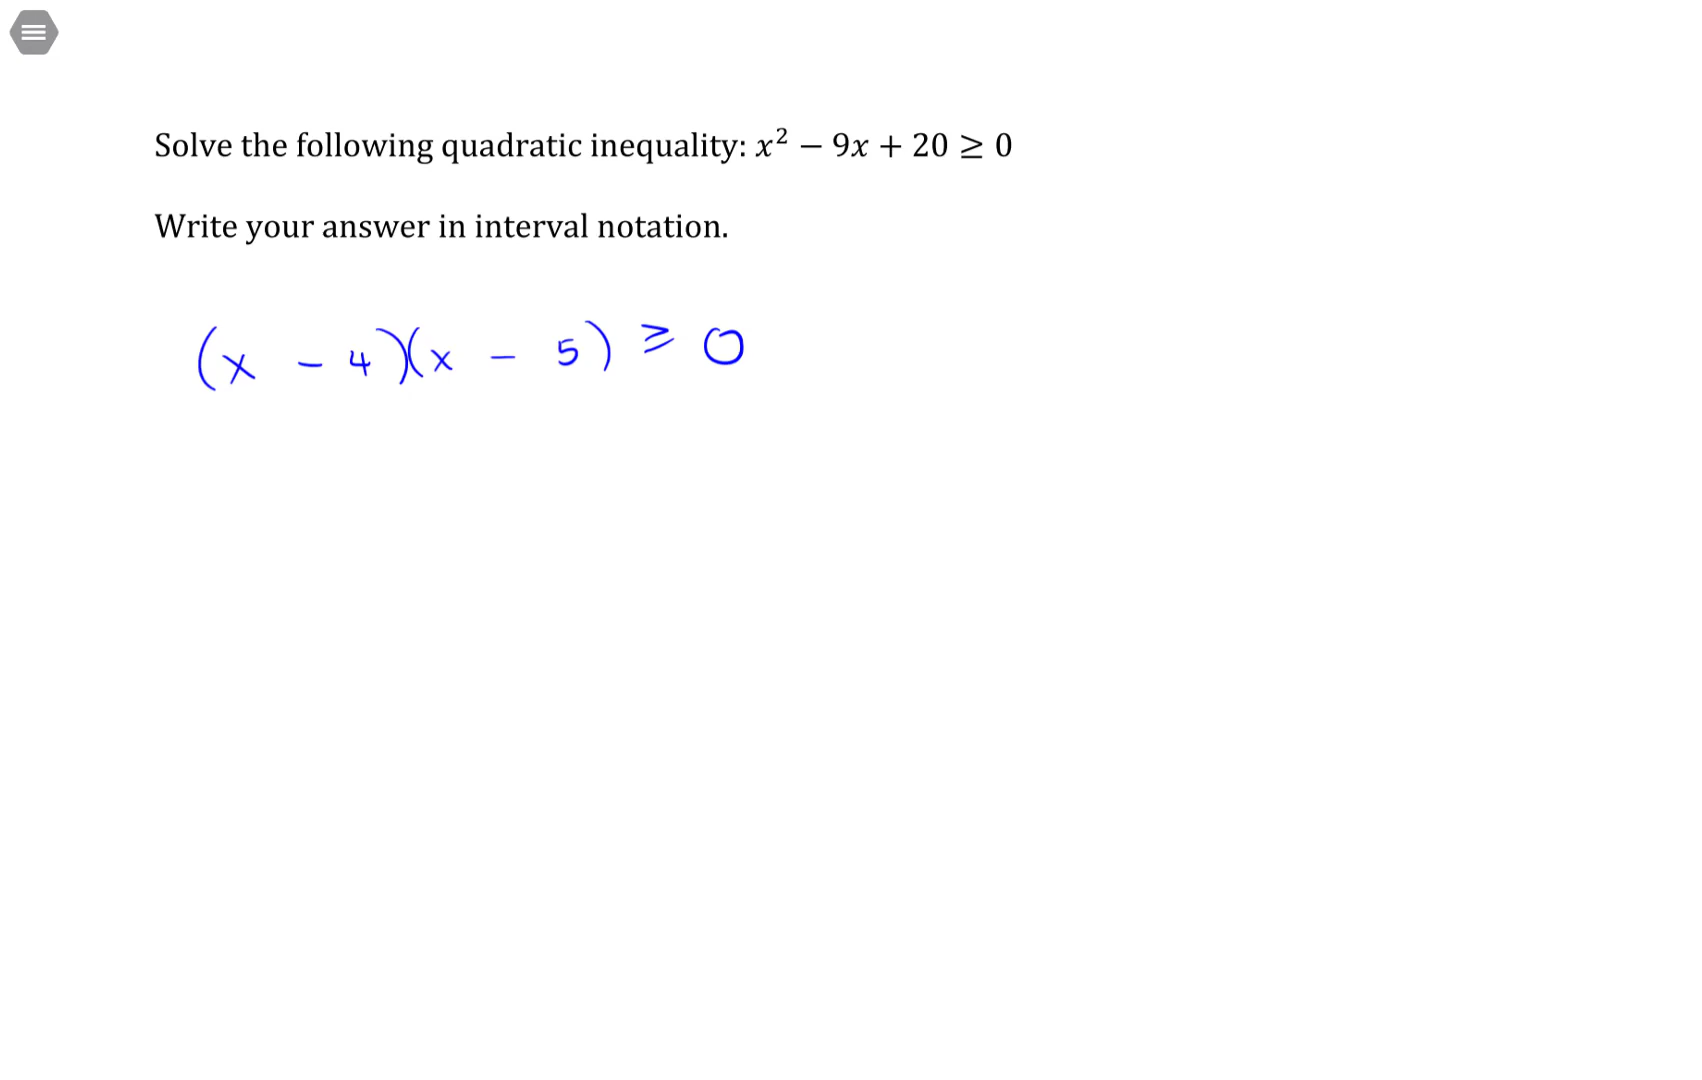 Solve the following quadratic inequality: x² − 9x + 20 ≥ 0
Write your answer in interval notation.
(x − 4)(x − 5) ≥ 0